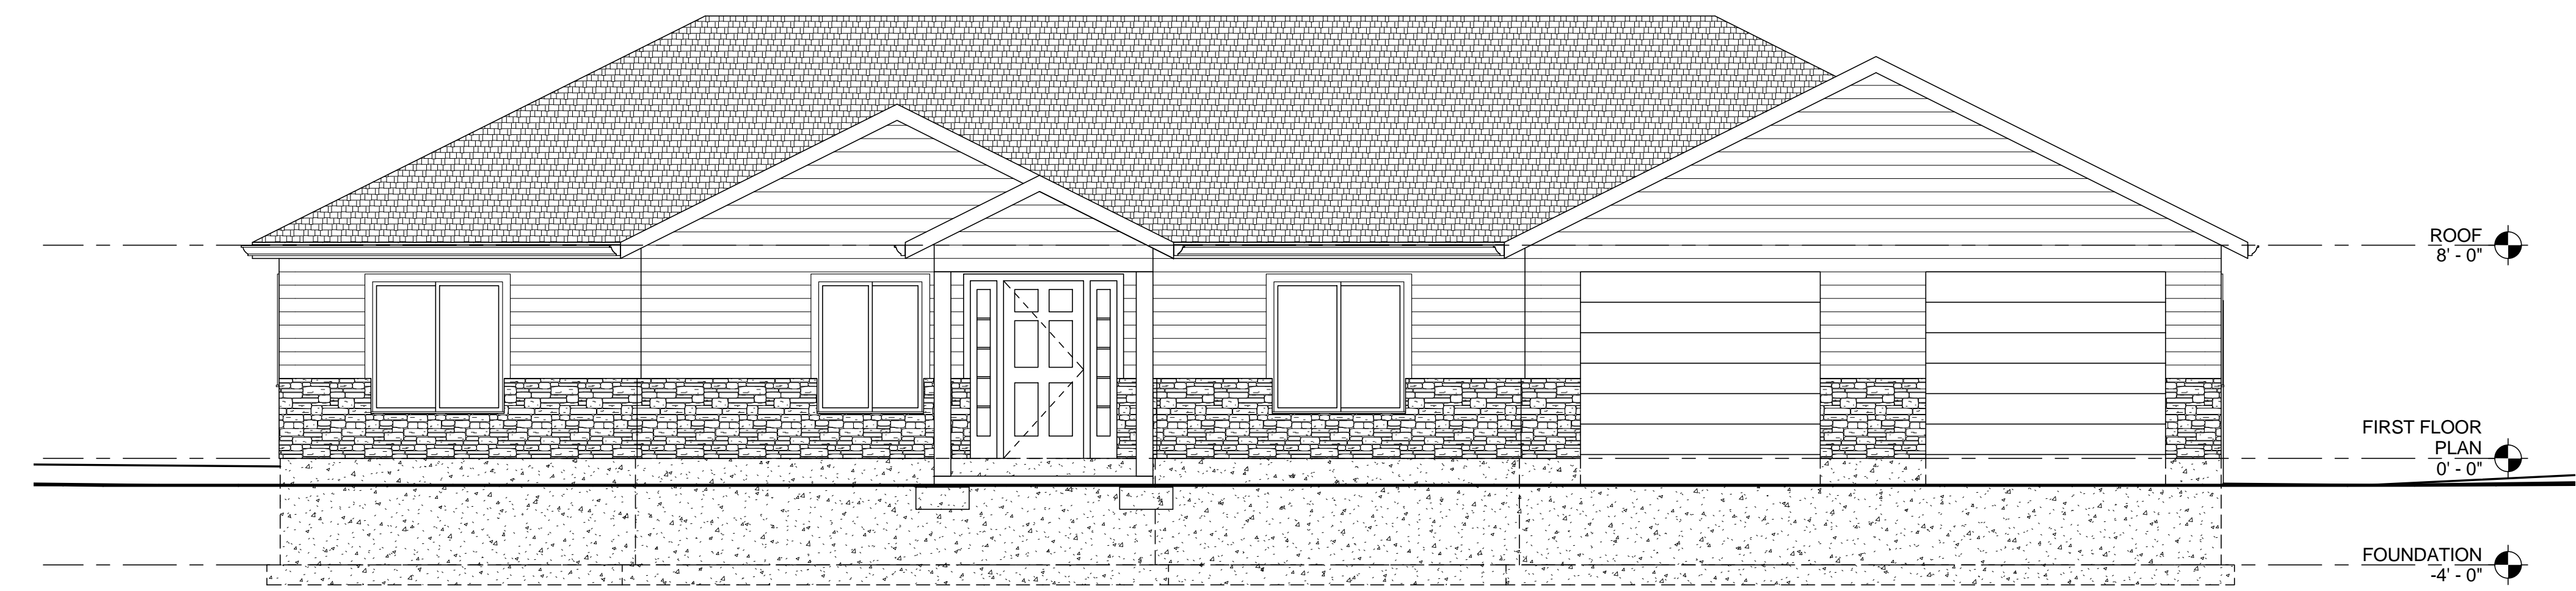 ROOF
8' - 0"
FIRST FLOOR
PLAN
0' - 0"
FOUNDATION
-4' - 0"